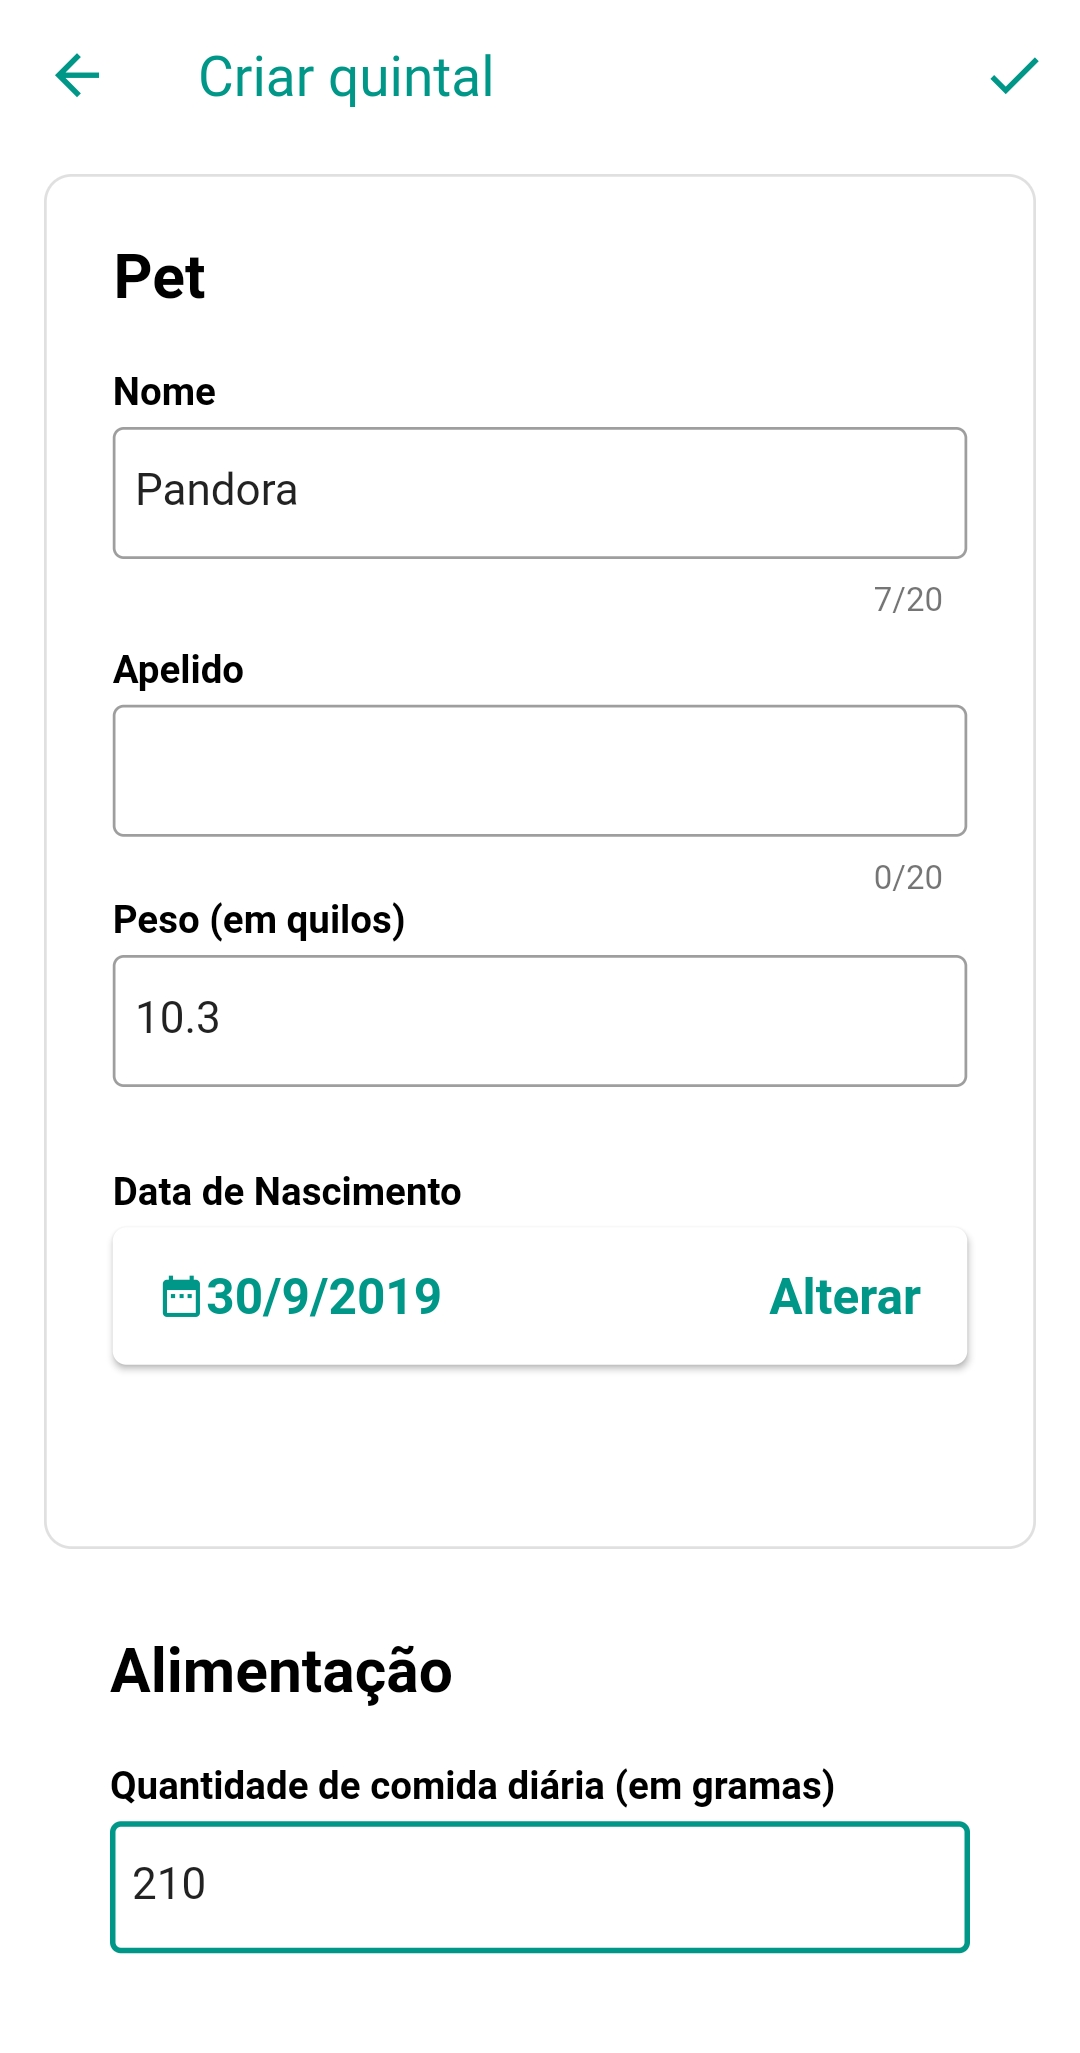 Criar quintal
Pet
Nome
Pandora
7/20
Apelido
0/20
Peso (em quilos)
10.3
Data de Nascimento
30/9/2019 Alterar
Alimentação
Quantidade de comida diária (em gramas)
210